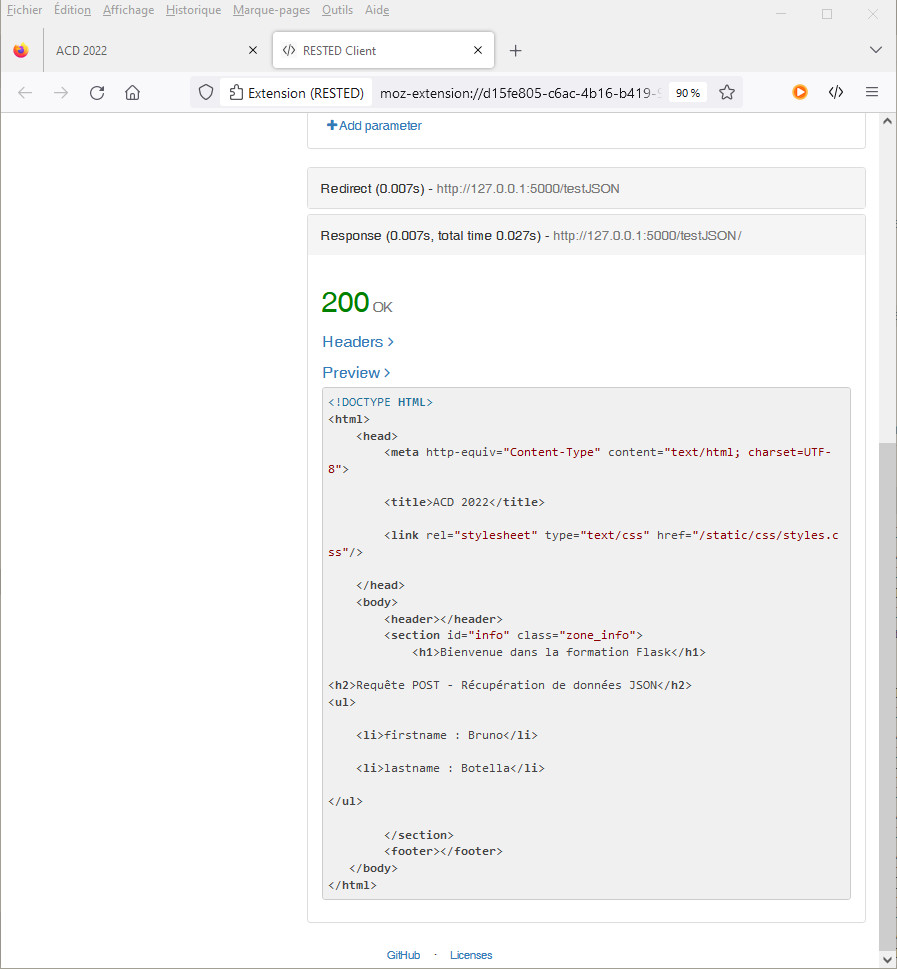 Fichier Édition Affichage Historique Marque-pages Outils Aide
ACD 2022
RESTED Client
Extension (RESTED) moz-extension://d15fe805-c6ac-4b16-b419- 90 %
Add parameter
Redirect (0.007s) - http://127.0.0.1:5000/testJSON
Response (0.007s, total time 0.027s) - http://127.0.0.1:5000/testJSON/
200 OK
Headers >
Preview >
<!DOCTYPE HTML>
<html>
    <head>
        <meta http-equiv="Content-Type" content="text/html; charset=UTF-
8">
        <title>ACD 2022</title>
        <link rel="stylesheet" type="text/css" href="/static/css/styles.c
ss"/>
    </head>
    <body>
        <header></header>
        <section id="info" class="zone_info">
            <h1>Bienvenue dans la formation Flask</h1>
<h2>Requête POST - Récupération de données JSON</h2>
<ul>
    <li>firstname : Bruno</li>
    <li>lastname : Botella</li>
</ul>
        </section>
        <footer></footer>
   </body>
</html>
GitHub · Licenses